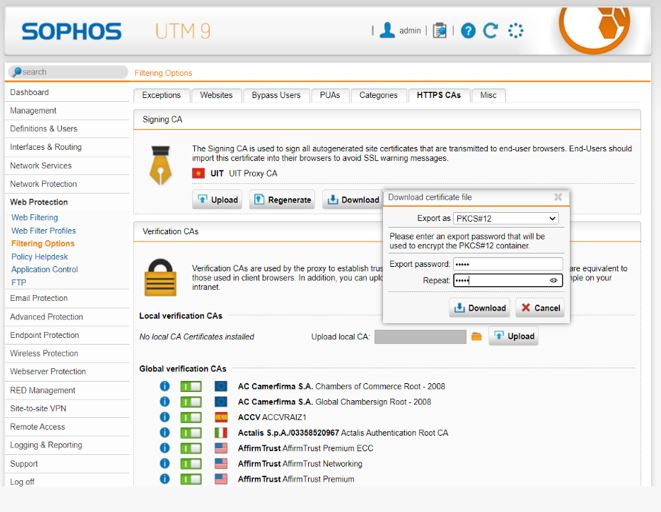 SOPHOS UTM 9
admin
search
Filtering Options
Dashboard
Management
Definitions & Users
Interfaces & Routing
Network Services
Network Protection
Web Protection
Web Filtering
Web Filter Profiles
Filtering Options
Policy Helpdesk
Application Control
FTP
Email Protection
Advanced Protection
Endpoint Protection
Wireless Protection
Webserver Protection
RED Management
Site-to-site VPN
Remote Access
Logging & Reporting
Support
Log off
Exceptions Websites Bypass Users PUAs Categories HTTPS CAs Misc
Signing CA
The Signing CA is used to sign all autogenerated site certificates that are transmitted to end-user browsers. End-Users should
import this certificate into their browsers to avoid SSL warning messages.
UIT UIT Proxy CA
Upload Regenerate Download
Download certificate file
Export as PKCS#12
Please enter an export password that will be
used to encrypt the PKCS#12 container.
Export password: •••••
Repeat: •••••
Download Cancel
Verification CAs
Verification CAs are used by the proxy to establish trus are equivalent to
those used in client browsers. In addition, you can uplo ple on your
intranet.
Local verification CAs
No local CA Certificates installed Upload local CA: Upload
Global verification CAs
AC Camerfirma S.A. Chambers of Commerce Root - 2008
AC Camerfirma S.A. Global Chambersign Root - 2008
ACCV ACCVRAIZ1
Actalis S.p.A./03358520967 Actalis Authentication Root CA
AffirmTrust AffirmTrust Premium ECC
AffirmTrust AffirmTrust Networking
AffirmTrust AffirmTrust Premium